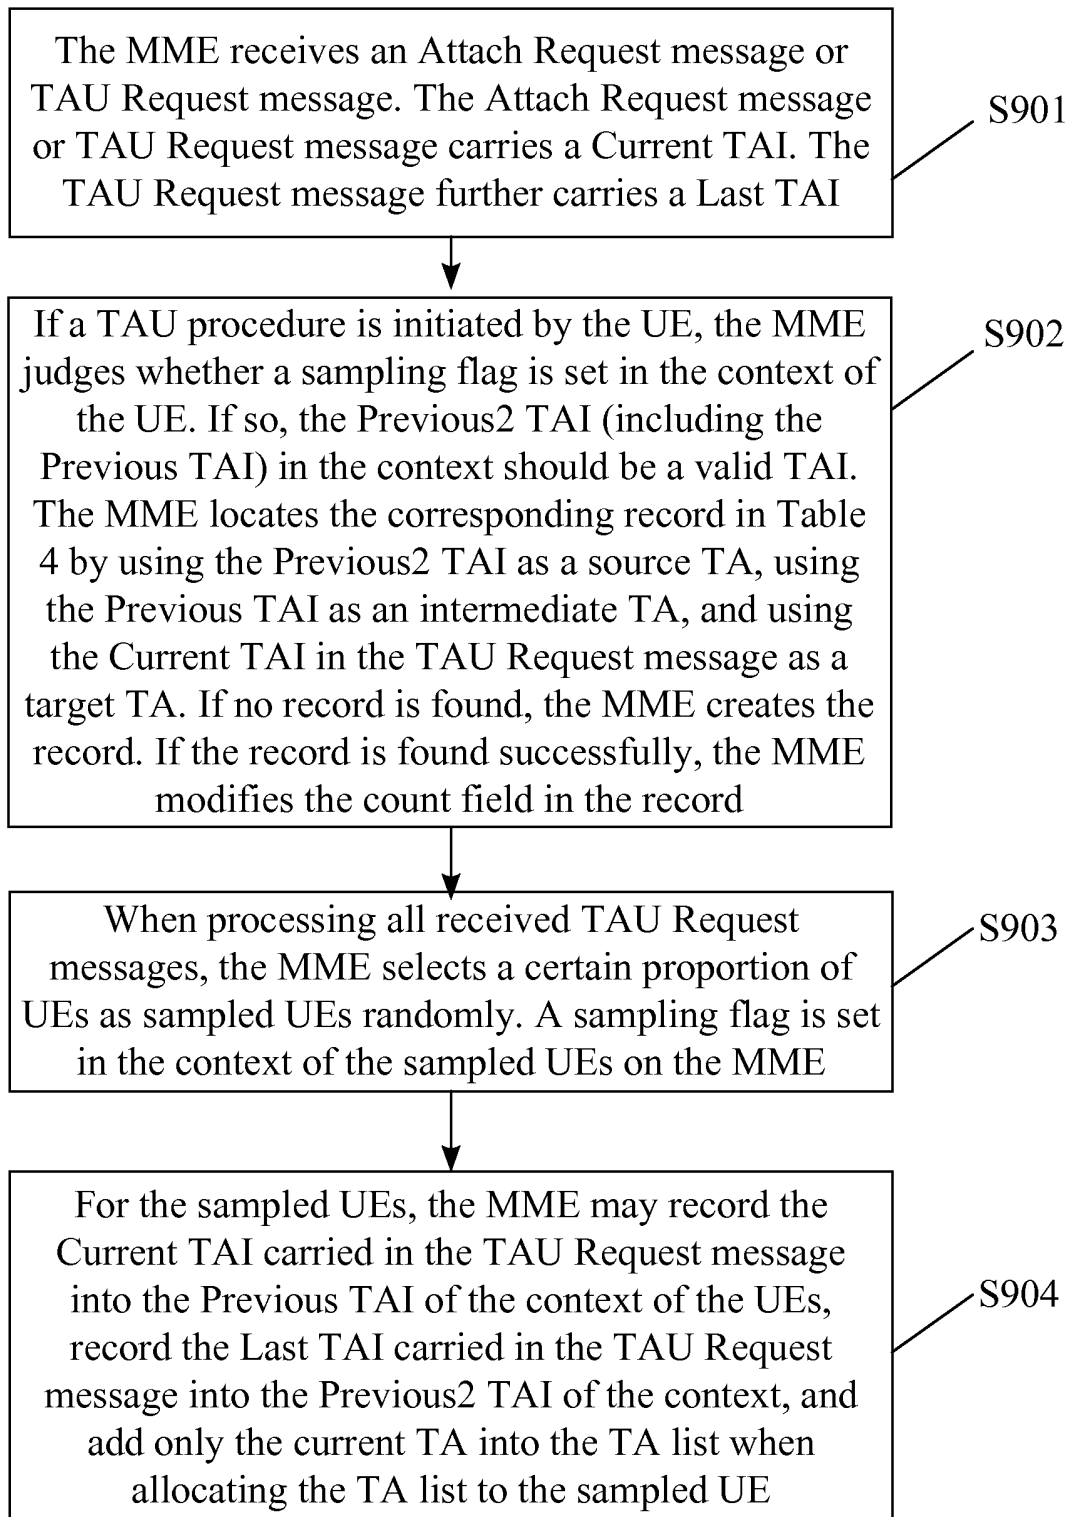 The MME receives an Attach Request message or
TAU Request message. The Attach Request message
or TAU Request message carries a Current TAI. The
TAU Request message further carries a Last TAI
S901
If a TAU procedure is initiated by the UE, the MME
judges whether a sampling flag is set in the context of
the UE. If so, the Previous2 TAI (including the
Previous TAI) in the context should be a valid TAI.
The MME locates the corresponding record in Table
4 by using the Previous2 TAI as a source TA, using
the Previous TAI as an intermediate TA, and using
the Current TAI in the TAU Request message as a
target TA. If no record is found, the MME creates the
record. If the record is found successfully, the MME
modifies the count field in the record
S902
When processing all received TAU Request
messages, the MME selects a certain proportion of
UEs as sampled UEs randomly. A sampling flag is set
in the context of the sampled UEs on the MME
S903
For the sampled UEs, the MME may record the
Current TAI carried in the TAU Request message
into the Previous TAI of the context of the UEs,
record the Last TAI carried in the TAU Request
message into the Previous2 TAI of the context, and
add only the current TA into the TA list when
allocating the TA list to the sampled UE
S904